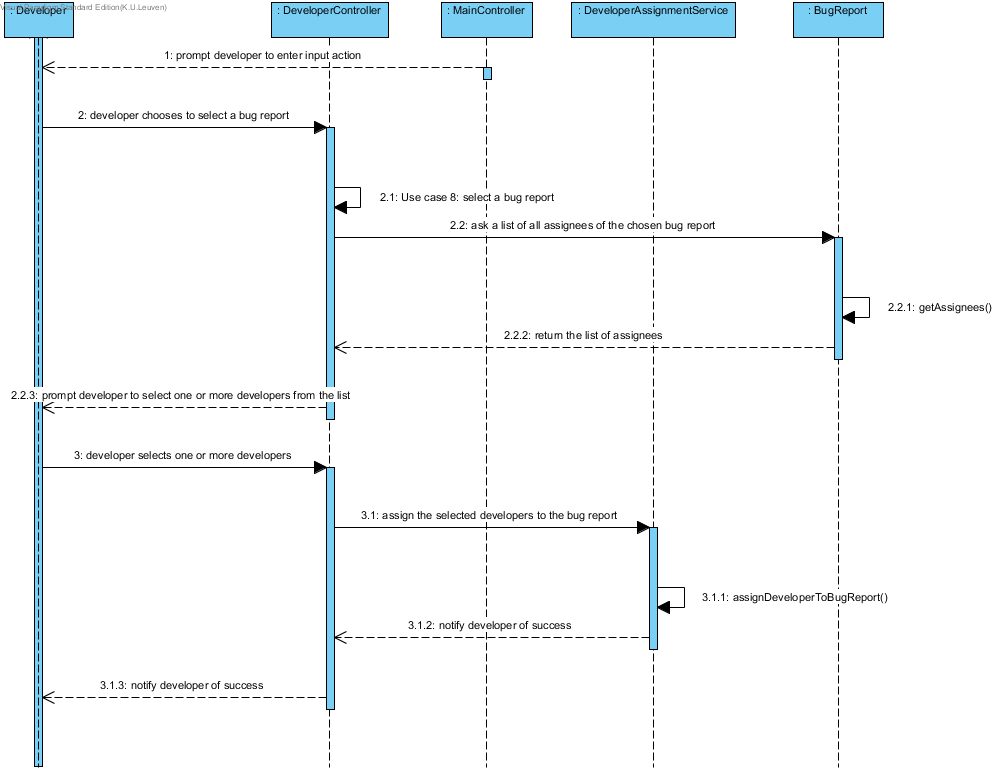 Visual Paradigm Standard Edition(K.U.Leuven)
: Developer
: DeveloperController
: MainController
: DeveloperAssignmentService
: BugReport
1: prompt developer to enter input action
2: developer chooses to select a bug report
2.1: Use case 8: select a bug report
2.2: ask a list of all assignees of the chosen bug report
2.2.1: getAssignees()
2.2.2: return the list of assignees
2.2.3: prompt developer to select one or more developers from the list
3: developer selects one or more developers
3.1: assign the selected developers to the bug report
3.1.1: assignDeveloperToBugReport()
3.1.2: notify developer of success
3.1.3: notify developer of success